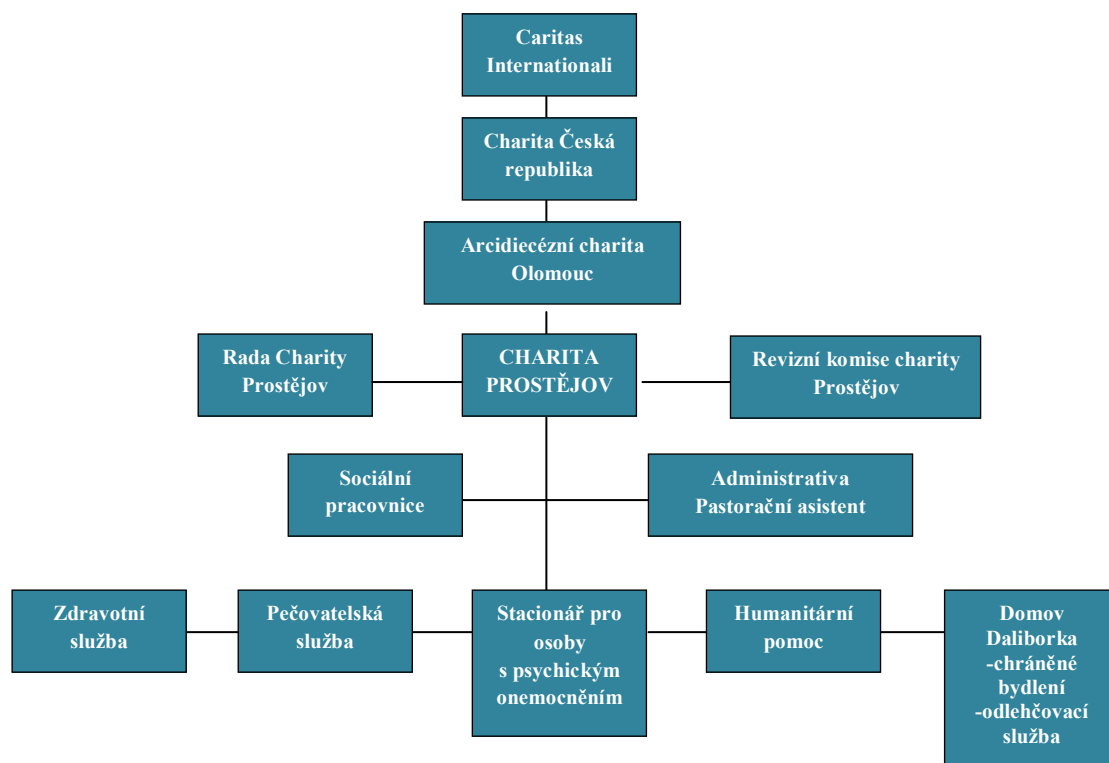 Caritas
Internationali
Charita Česká
republika
Arcidiecézní charita
Olomouc
Rada Charity
Prostějov
CHARITA
PROSTĚJOV
Revizní komise charity
Prostějov
Sociální
pracovnice
Administrativa
Pastorační asistent
Zdravotní
služba
Pečovatelská
služba
Stacionář pro
osoby
s psychickým
onemocněním
Humanitární
pomoc
Domov
Daliborka
-chráněné
bydlení
-odlehčovací
služba